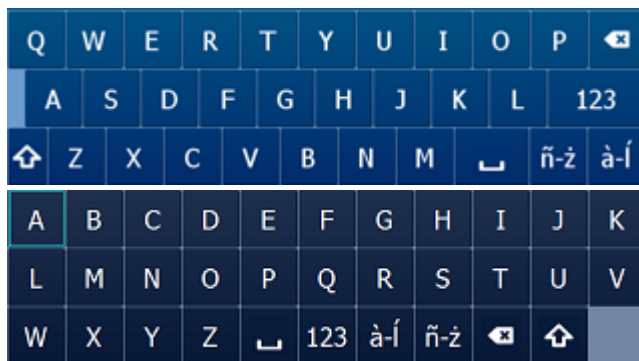 Q W E R T Y U I O P
A S D F G H J K L 123
Z X C V B N M ñ-ż à-Í
A B C D E F G H I J K
L M N O P Q R S T U V
W X Y Z 123 à-Í ñ-ż